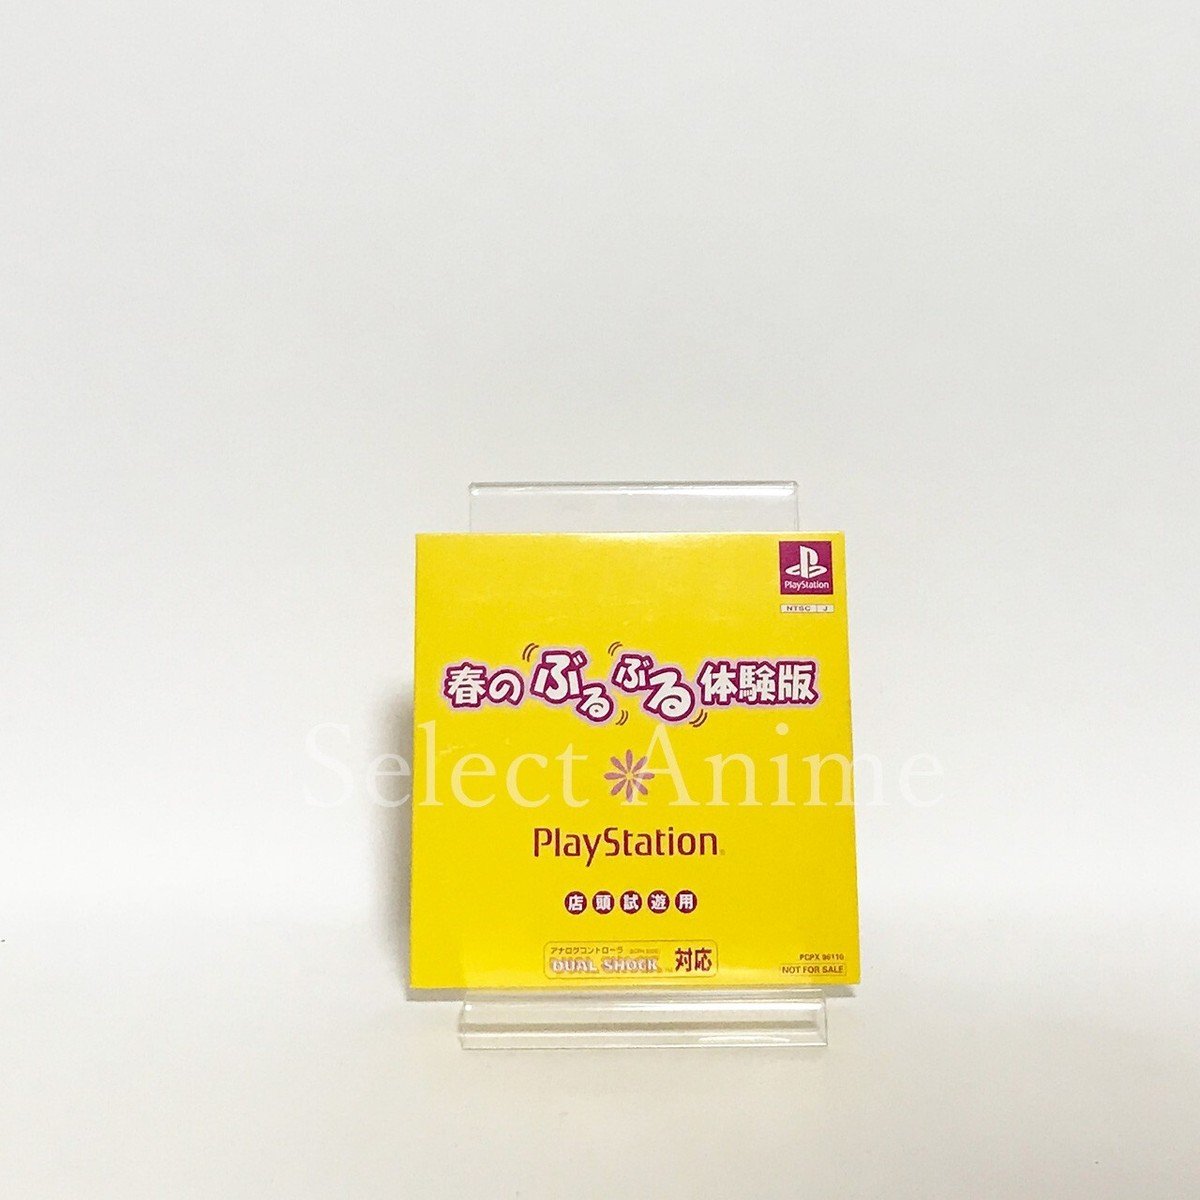 PlayStation
NTSC J
春のぶるぶる体験版
Select Anime
PlayStation
店頭試遊用
アナログコントローラ
DUAL SHOCK 対応
PCPX 96110
NOT FOR SALE